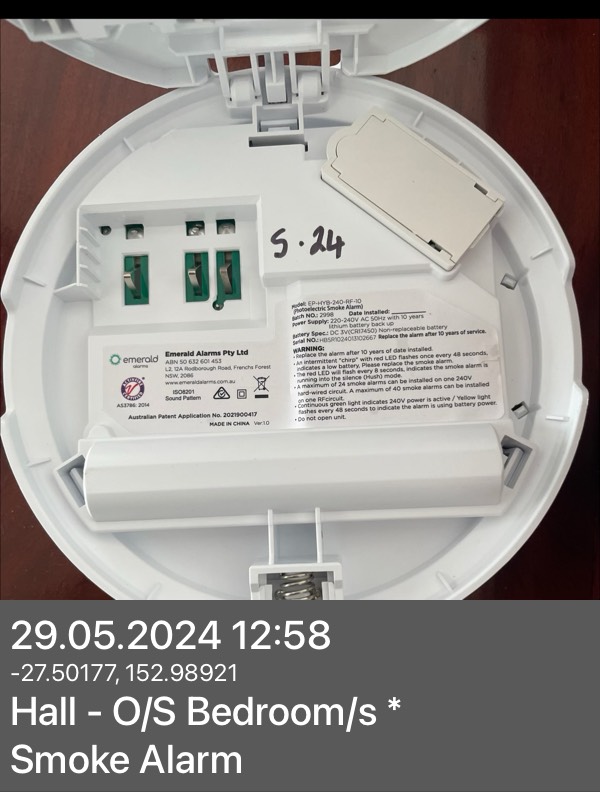 5.24
Model: EP-HYB-240-RF-10
(Photoelectric Smoke Alarm)
Batch NO.: 2998 Date Installed:
Power Supply: 220-240V AC 50Hz with 10 years
lithium battery back up
Battery Spec.: DC 3V(CR17450) Non-replaceable battery
Serial NO.:HBSR1024013102667 Replace the alarm after 10 years of service.
WARNING:
• Replace the alarm after 10 years of date installed.
• An intermittent "chirp" with red LED flashes once every 48 seconds,
indicates a low battery. Please replace the smoke alarm.
• The red LED will flash every 8 seconds, indicates the smoke alarm is
running into the silence (Hush) mode.
• A maximum of 24 smoke alarms can be installed on one 240V
hard-wired circuit. A maximum of 40 smoke alarms can be installed
on one RFcircuit.
• Continuous green light indicates 240V power is active / Yellow light
flashes every 48 seconds to indicate the alarm is using battery power.
• Do not open unit.
emerald
alarms
Emerald Alarms Pty Ltd
ABN 50 632 601 453
L2, 12A Rodborough Road, Frenchs Forest
NSW, 2086
www.emeraldalarms.com.au
ISO8201
Sound Pattern
AS3786: 2014
Australian Patent Application No. 2021900417
MADE IN CHINA Ver1.0
29.05.2024 12:58
-27.50177, 152.98921
Hall - O/S Bedroom/s *
Smoke Alarm